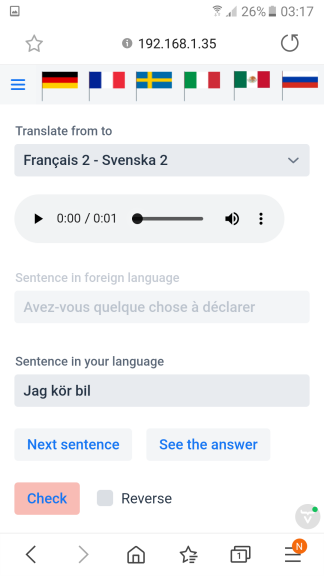 26% 03:17
192.168.1.35
Translate from to
Français 2 - Svenska 2
0:00 / 0:01
Sentence in foreign language
Avez-vous quelque chose à déclarer
Sentence in your language
Jag kör bil
Next sentence
See the answer
Check
Reverse
1
N